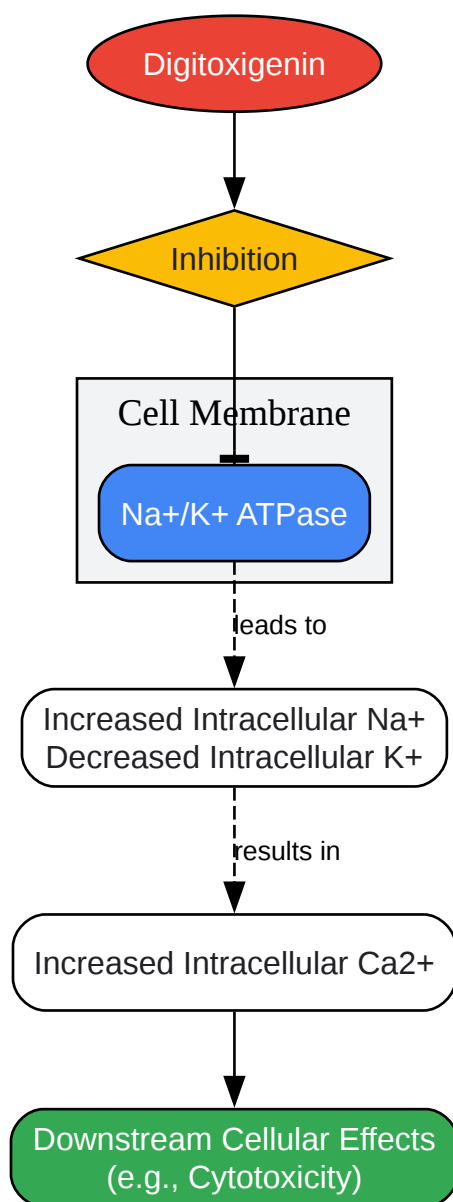 Digitoxigenin
Inhibition
Cell Membrane
Na+/K+ ATPase
leads to
Increased Intracellular Na+
Decreased Intracellular K+
results in
Increased Intracellular Ca2+
Downstream Cellular Effects
(e.g., Cytotoxicity)